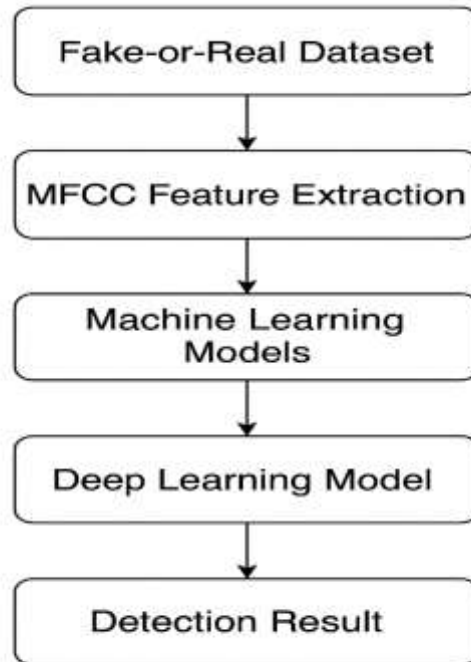 Fake-or-Real Dataset
MFCC Feature Extraction
Machine Learning
Models
Deep Learning Model
Detection Result